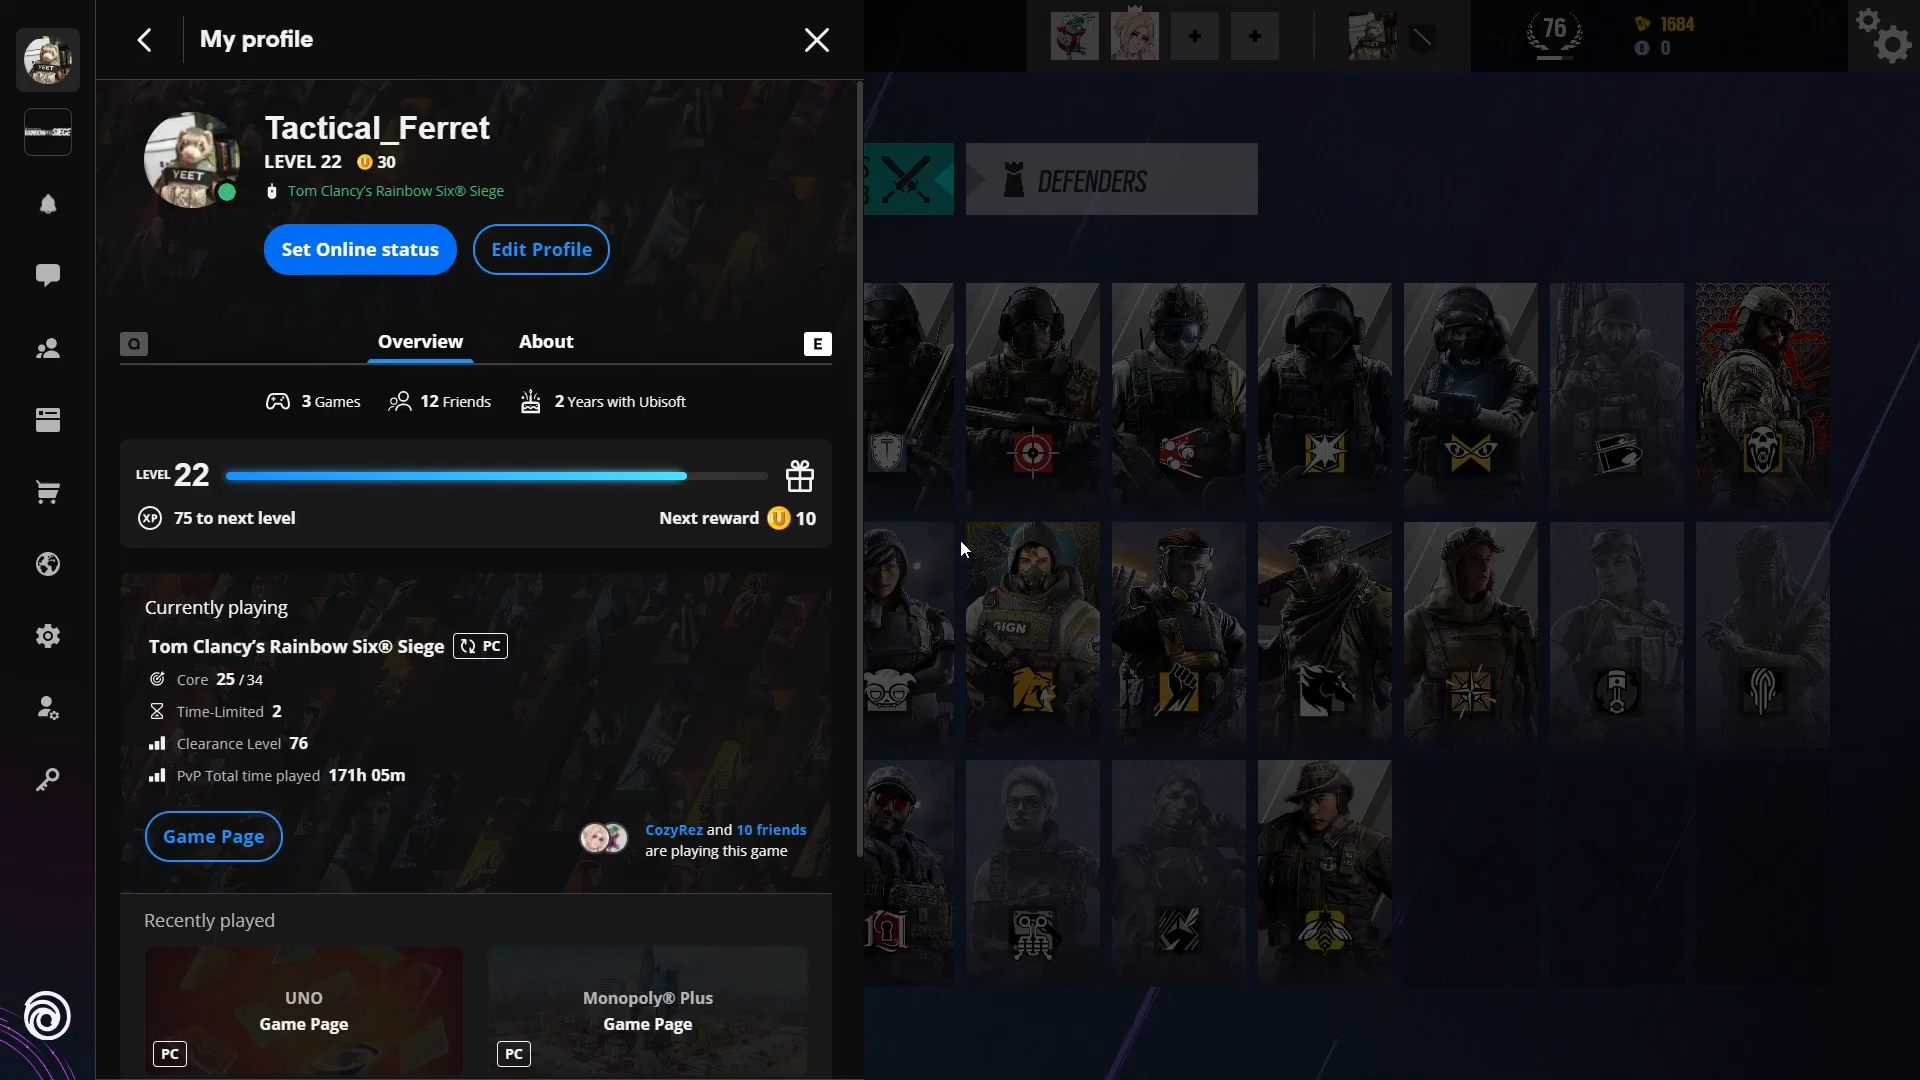 My profile
76
1684
0
Tactical_Ferret
YEET
LEVEL 22 30
Tom Clancy's Rainbow Six® Siege
Set Online status
Edit Profile
DEFENDERS
Q
Overview
About
E
3 Games
12 Friends
2 Years with Ubisoft
LEVEL 22
XP 75 to next level
Next reward 10
Currently playing
Tom Clancy's Rainbow Six® Siege PC
Core 25 / 34
Time-Limited 2
Clearance Level 76
PvP Total time played 171h 05m
Game Page
CozyRez and 10 friends
are playing this game
Recently played
UNO
Game Page
PC
Monopoly® Plus
Game Page
PC